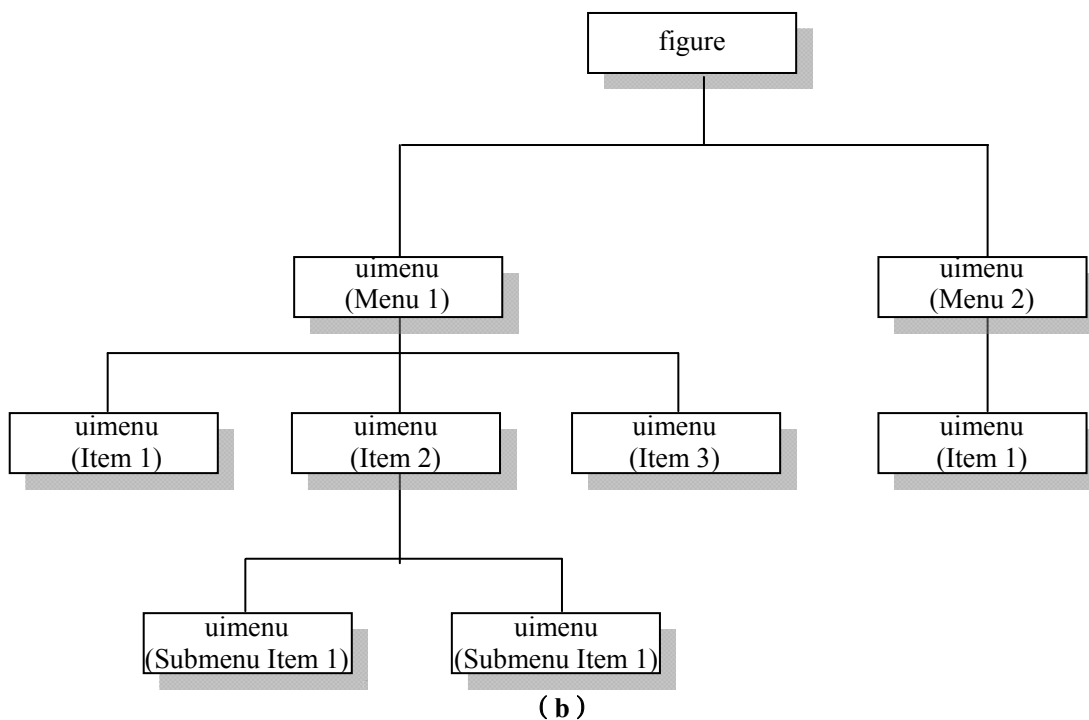 figure
uimenu
(Menu 1)
uimenu
(Menu 2)
uimenu
(Item 1)
uimenu
(Item 2)
uimenu
(Item 3)
uimenu
(Item 1)
uimenu
(Submenu Item 1)
uimenu
(Submenu Item 1)
( b )